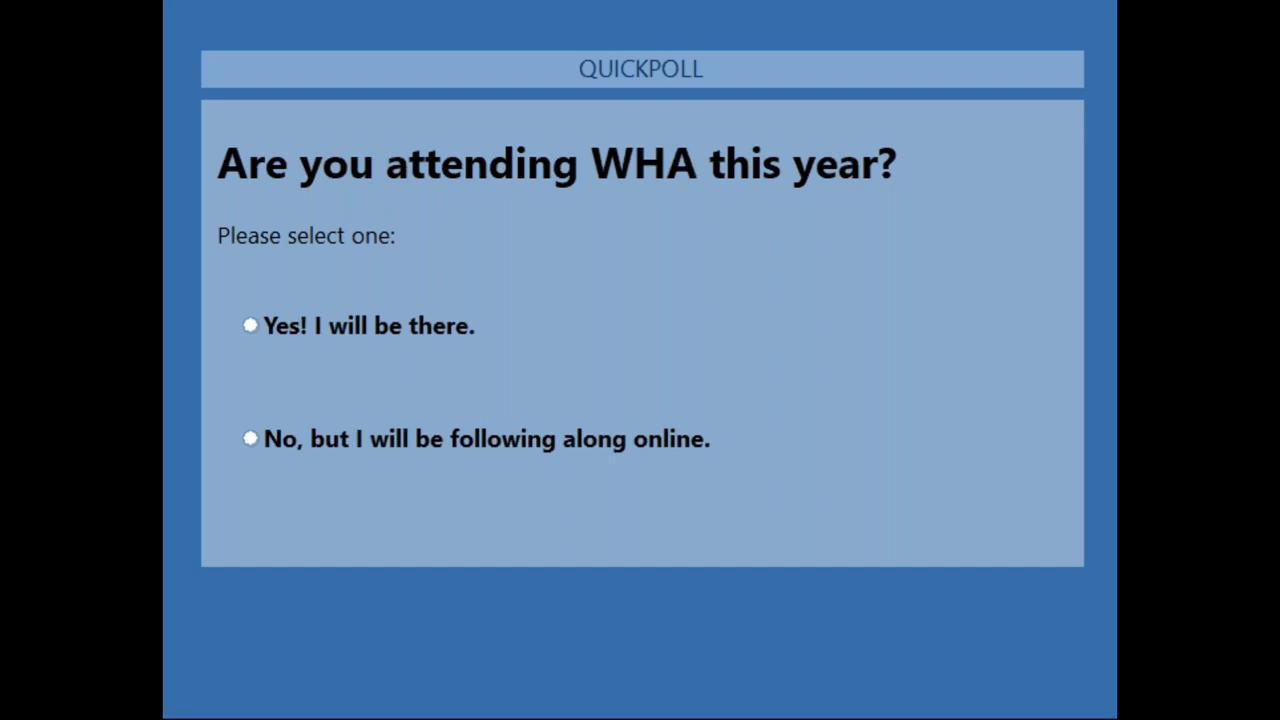 QUICKPOLL
Are you attending WHA this year?
Please select one:
Yes! I will be there.
No, but I will be following along online.